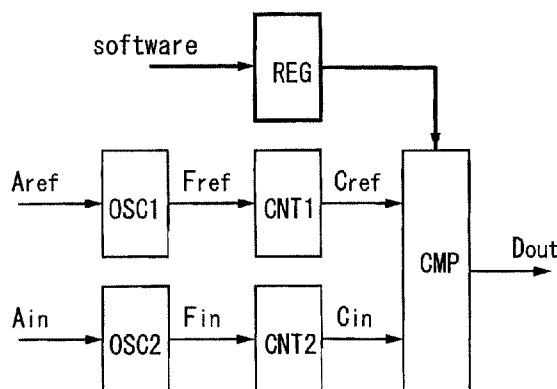 software
REG
Aref
OSC1
Fref
CNT1
Cref
CMP
Dout
Ain
OSC2
Fin
CNT2
Cin